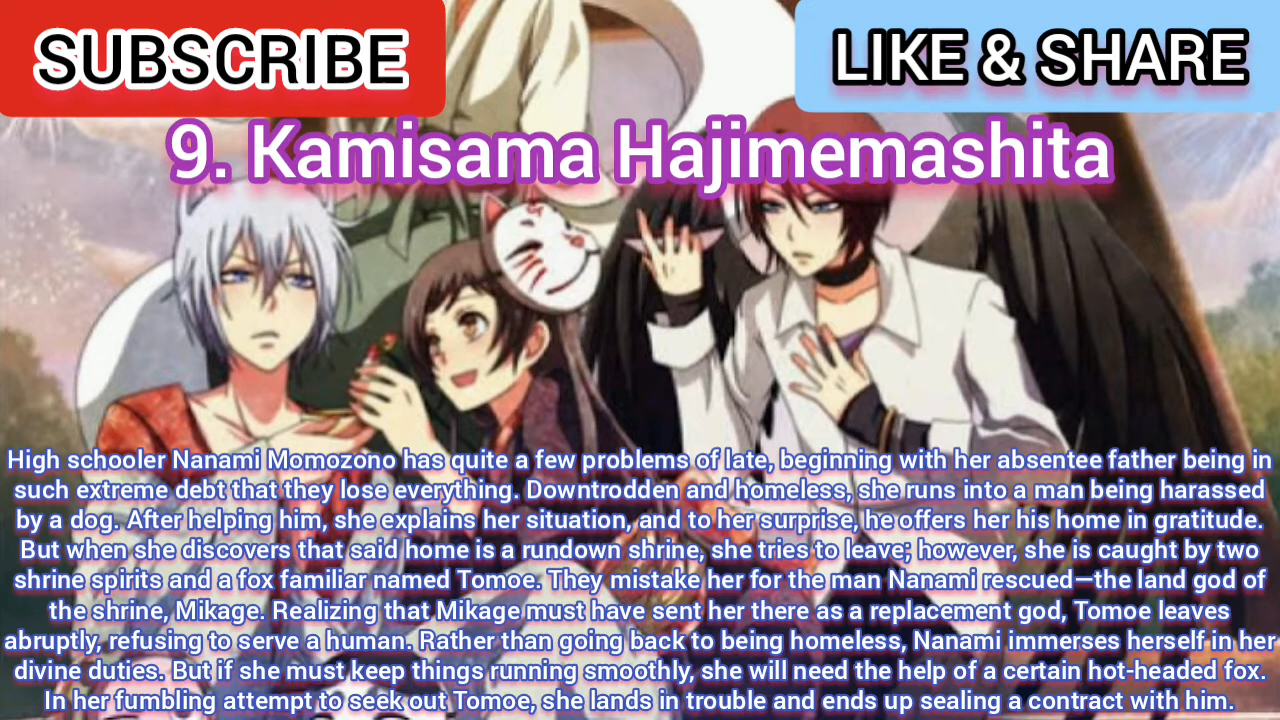 SUBSCRIBE
LIKE & SHARE
9. Kamisama Hajimemashita
High schooler Nanami Momozono has quite a few problems of late, beginning with her absentee father being in
such extreme debt that they lose everything. Downtrodden and homeless, she runs into a man being harassed
by a dog. After helping him, she explains her situation, and to her surprise, he offers her his home in gratitude.
But when she discovers that said home is a rundown shrine, she tries to leave; however, she is caught by two
shrine spirits and a fox familiar named Tomoe. They mistake her for the man Nanami rescued—the land god of
the shrine, Mikage. Realizing that Mikage must have sent her there as a replacement god, Tomoe leaves
abruptly, refusing to serve a human. Rather than going back to being homeless, Nanami immerses herself in her
divine duties. But if she must keep things running smoothly, she will need the help of a certain hot-headed fox.
In her fumbling attempt to seek out Tomoe, she lands in trouble and ends up sealing a contract with him.